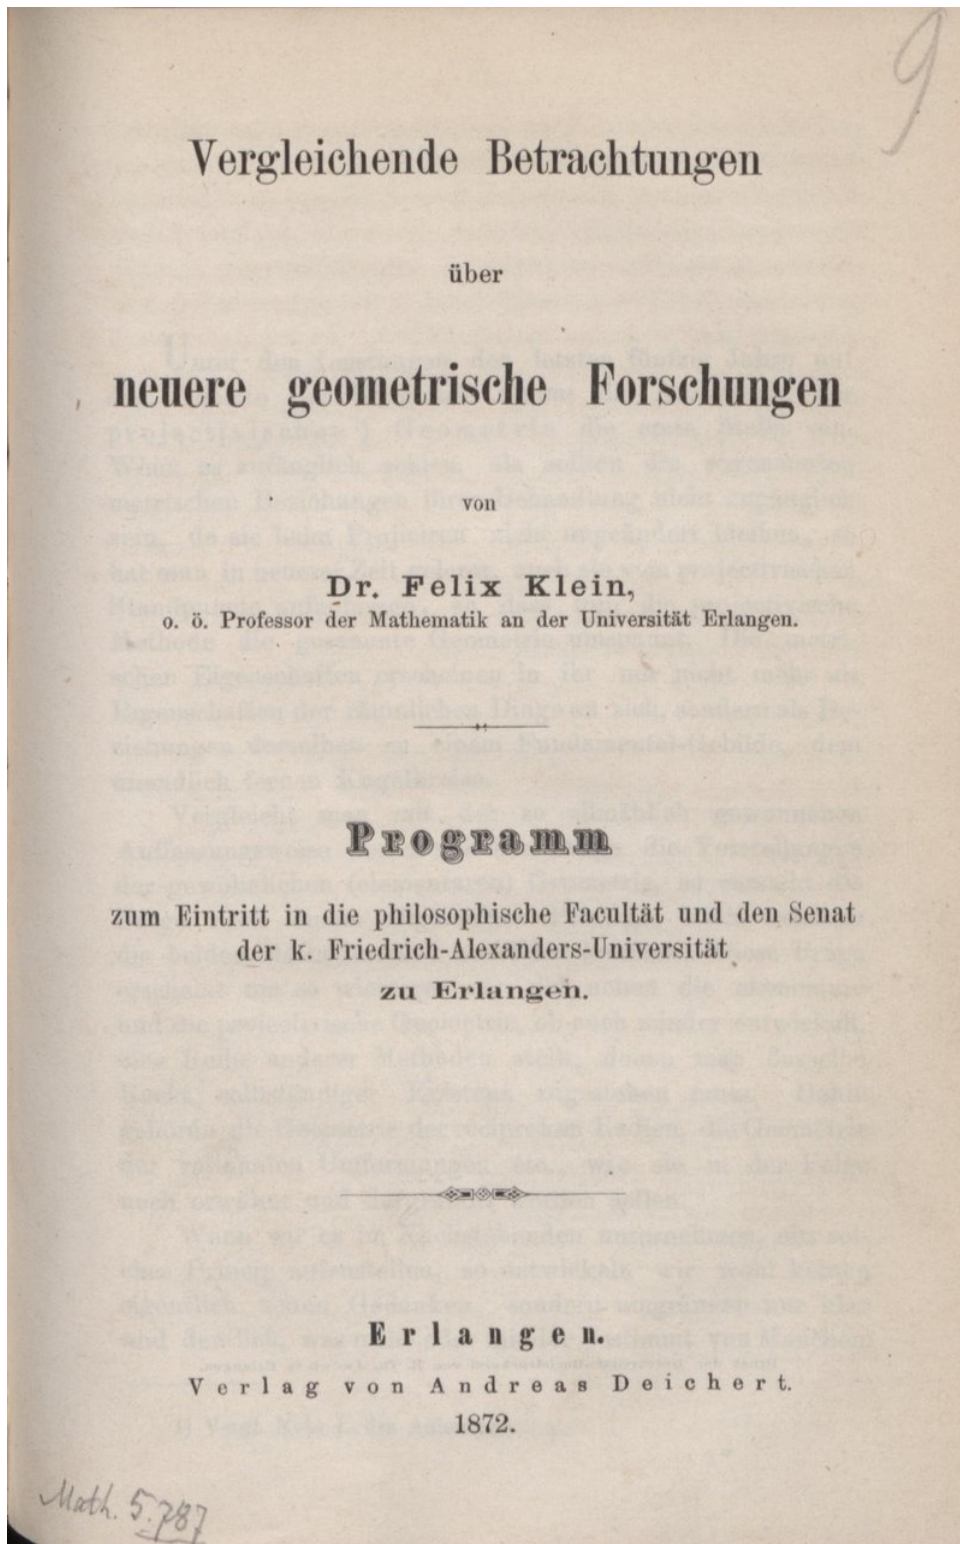 9
Vergleichende Betrachtungen
über
neuere geometrische Forschungen
von
Dr. Felix Klein,
o. ö. Professor der Mathematik an der Universität Erlangen.
Programm
zum Eintritt in die philosophische Facultät und den Senat
der k. Friedrich-Alexanders-Universität
zu Erlangen.
Erlangen.
Verlag von Andreas Deichert.
1872.
Math. 5.787